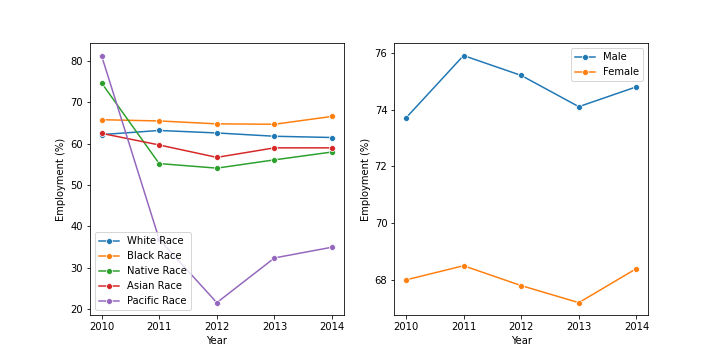 80
70
60
50
40
30
20
Employment (%)
White Race
Black Race
Native Race
Asian Race
Pacific Race
2010 2011 2012 2013 2014
Year
76
74
72
70
68
Employment (%)
Male
Female
2010 2011 2012 2013 2014
Year